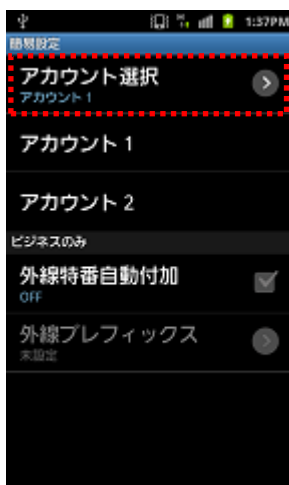 1:37PM
簡易設定
アカウント選択
アカウント 1
アカウント 1
アカウント 2
ビジネスのみ
外線特番自動付加
OFF
外線プレフィックス
未設定